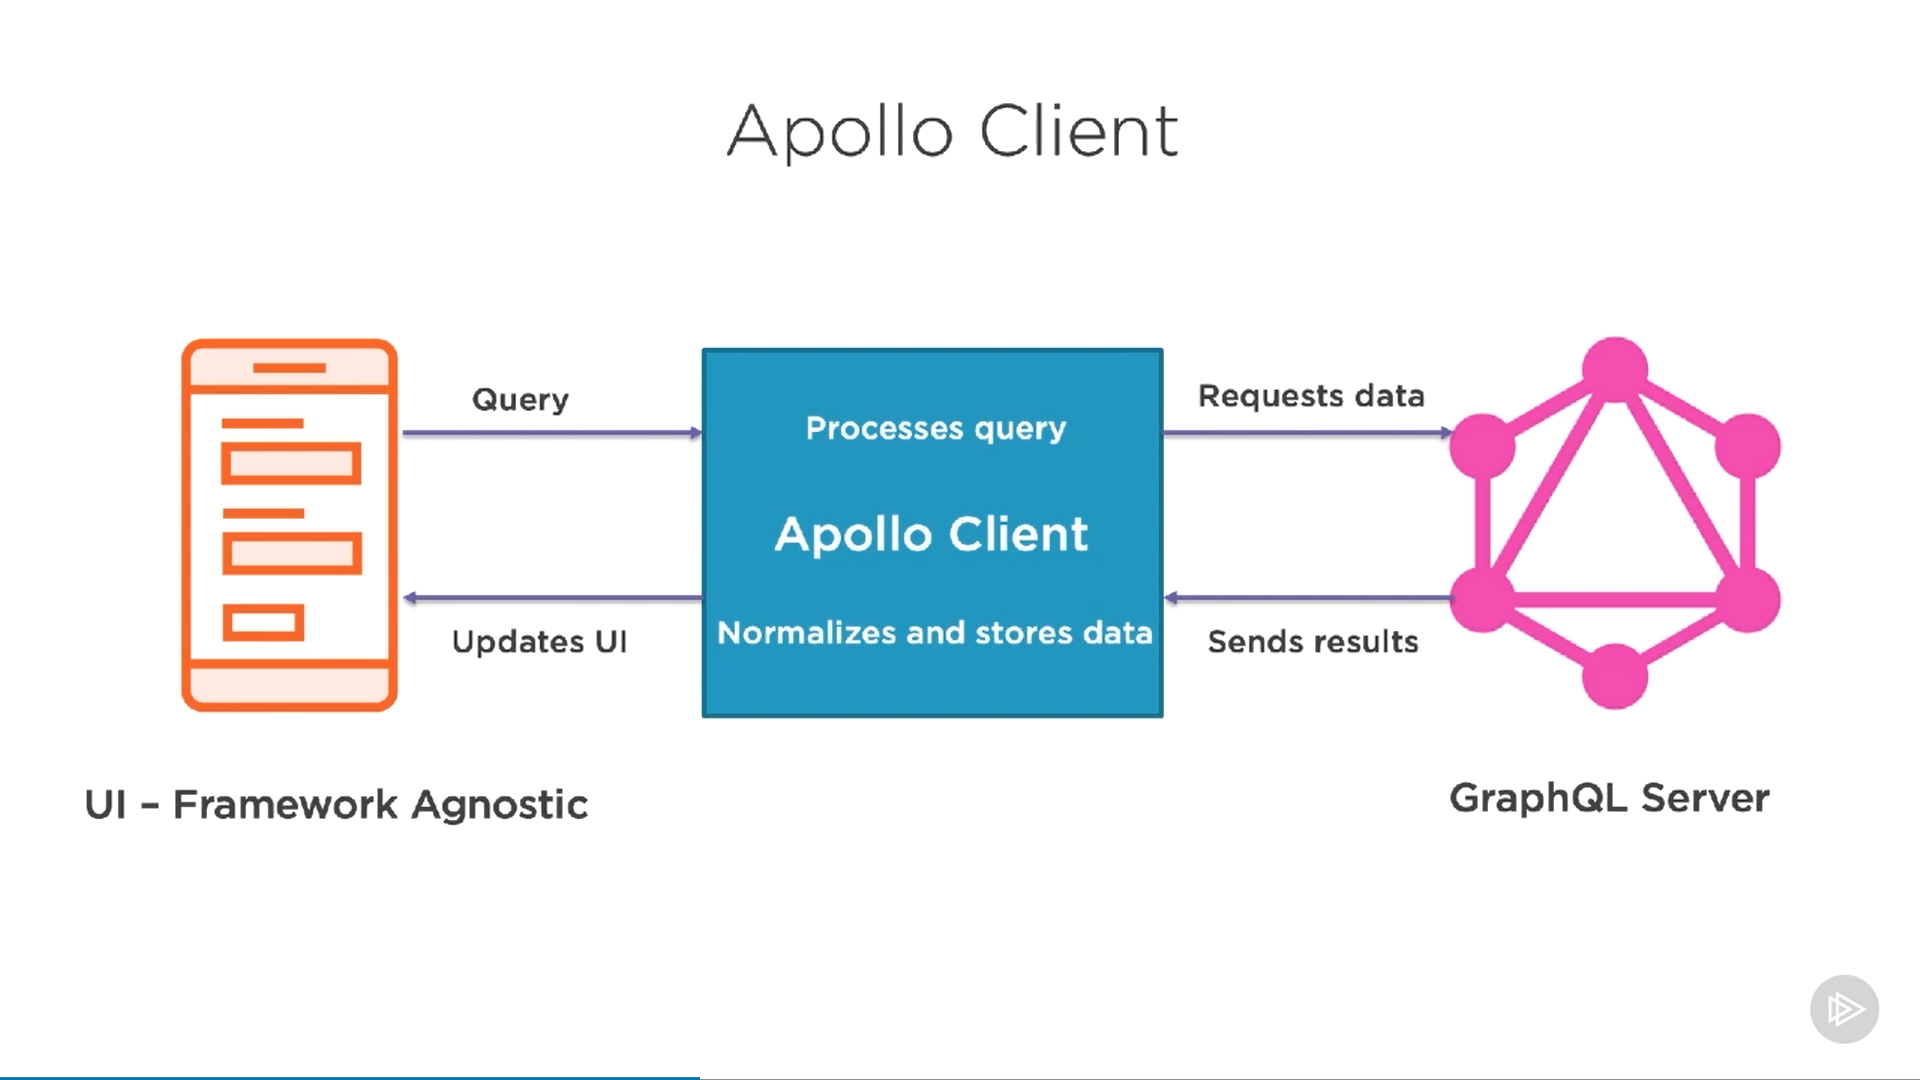 Apollo Client
Query
Processes query
Requests data
Apollo Client
Updates UI
Normalizes and stores data
Sends results
UI – Framework Agnostic
GraphQL Server